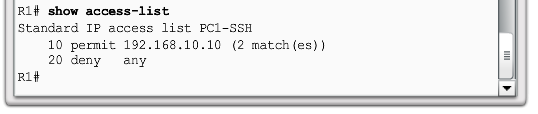 R1# show access-list
Standard IP access list PC1-SSH
    10 permit 192.168.10.10 (2 match(es))
    20 deny   any
R1#